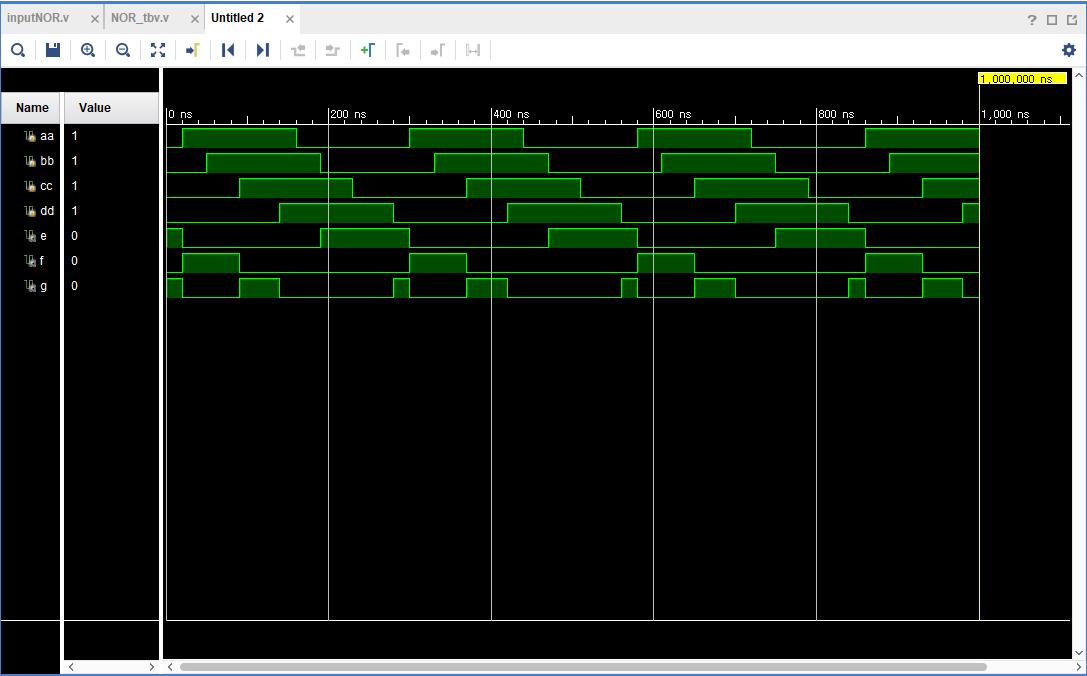 inputNOR.v NOR_tbv.v Untitled 2
1,000,000 ns
Name Value
0 ns 200 ns 400 ns 600 ns 800 ns 1,000 ns
aa 1
bb 1
cc 1
dd 1
e 0
f 0
g 0